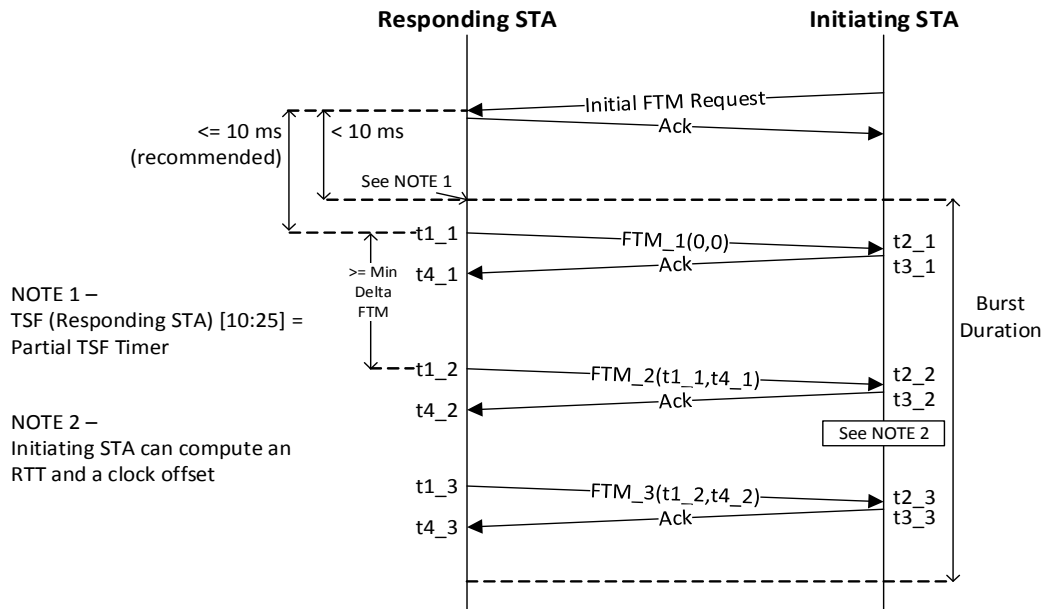 Responding STA
Initiating STA
Initial FTM Request
Ack
<= 10 ms
(recommended)
< 10 ms
See NOTE 1
t1_1
FTM_1(0,0)
t2_1
Ack
t3_1
t4_1
>= Min
Delta
FTM
NOTE 1 –
TSF (Responding STA) [10:25] =
Partial TSF Timer
Burst
Duration
t1_2
FTM_2(t1_1,t4_1)
t2_2
Ack
t3_2
t4_2
See NOTE 2
NOTE 2 –
Initiating STA can compute an
RTT and a clock offset
t1_3
FTM_3(t1_2,t4_2)
t2_3
Ack
t3_3
t4_3